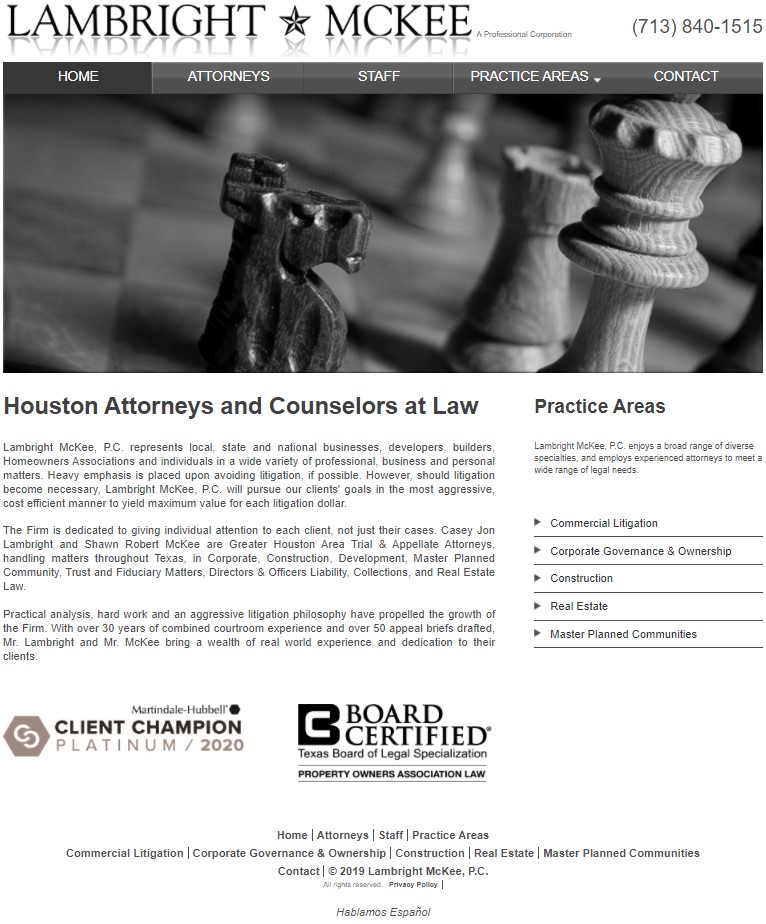 LAMBRIGHT ★ MCKEE A Professional Corporation
(713) 840-1515
HOME ATTORNEYS STAFF PRACTICE AREAS CONTACT
Houston Attorneys and Counselors at Law
Lambright McKee, P.C. represents local, state and national businesses, developers, builders,
Homeowners Associations and individuals in a wide variety of professional, business and personal
matters. Heavy emphasis is placed upon avoiding litigation, if possible. However, should litigation
become necessary, Lambright McKee, P.C. will pursue our clients' goals in the most aggressive,
cost efficient manner to yield maximum value for each litigation dollar.
The Firm is dedicated to giving individual attention to each client, not just their cases. Casey Jon
Lambright and Shawn Robert McKee are Greater Houston Area Trial & Appellate Attorneys,
handling matters throughout Texas, in Corporate, Construction, Development, Master Planned
Community, Trust and Fiduciary Matters, Directors & Officers Liability, Collections, and Real Estate
Law.
Practical analysis, hard work and an aggressive litigation philosophy have propelled the growth of
the Firm. With over 30 years of combined courtroom experience and over 50 appeal briefs drafted,
Mr. Lambright and Mr. McKee bring a wealth of real world experience and dedication to their
clients.
Practice Areas
Lambright McKee, P.C. enjoys a broad range of diverse
specialties, and employs experienced attorneys to meet a
wide range of legal needs.
Commercial Litigation
Corporate Governance & Ownership
Construction
Real Estate
Master Planned Communities
Martindale-Hubbell®
CLIENT CHAMPION
PLATINUM / 2020
BOARD
CERTIFIED®
Texas Board of Legal Specialization
PROPERTY OWNERS ASSOCIATION LAW
Home | Attorneys | Staff | Practice Areas
Commercial Litigation | Corporate Governance & Ownership | Construction | Real Estate | Master Planned Communities
Contact | © 2019 Lambright McKee, P.C.
All rights reserved. Privacy Policy |
Hablamos Español